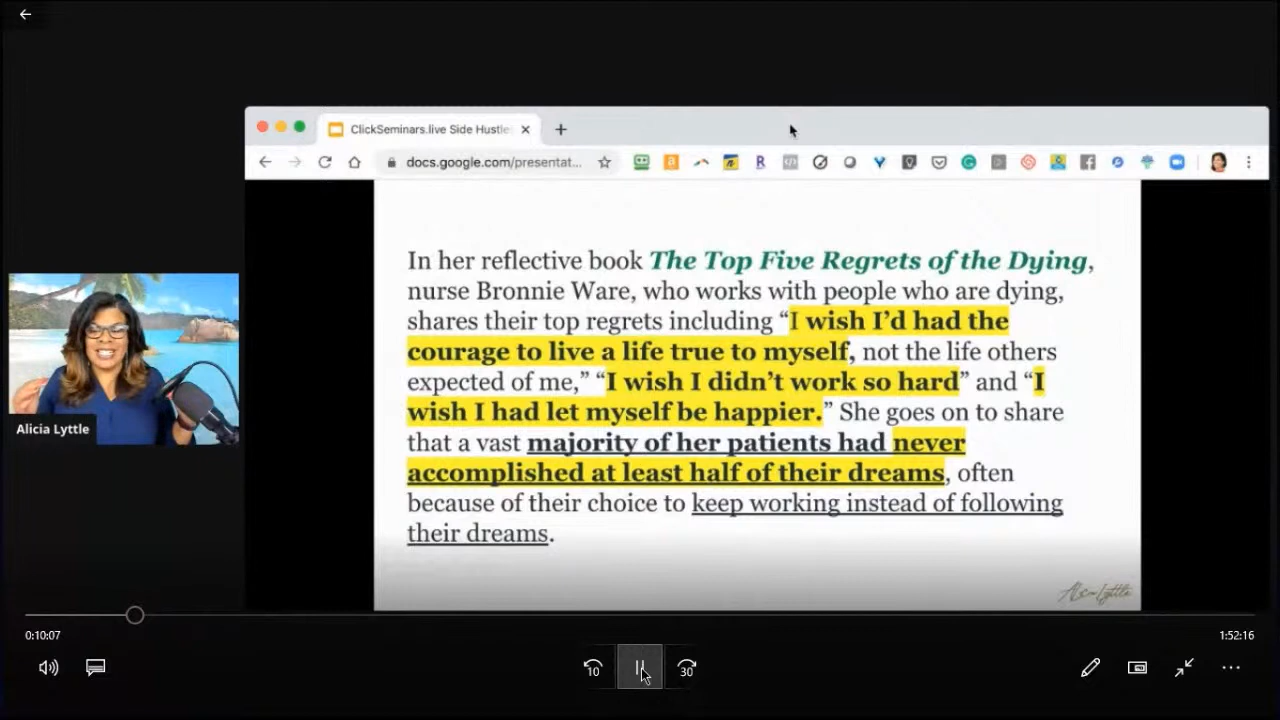 ClickSeminars.live Side Hustle
docs.google.com/presentat...
In her reflective book The Top Five Regrets of the Dying,
nurse Bronnie Ware, who works with people who are dying,
shares their top regrets including “I wish I’d had the
courage to live a life true to myself, not the life others
expected of me,” “I wish I didn’t work so hard” and “I
wish I had let myself be happier.” She goes on to share
that a vast majority of her patients had never
accomplished at least half of their dreams, often
because of their choice to keep working instead of following
their dreams.
Alicia Lyttle
Alicia Lyttle
0:10:07
1:52:16
10
30